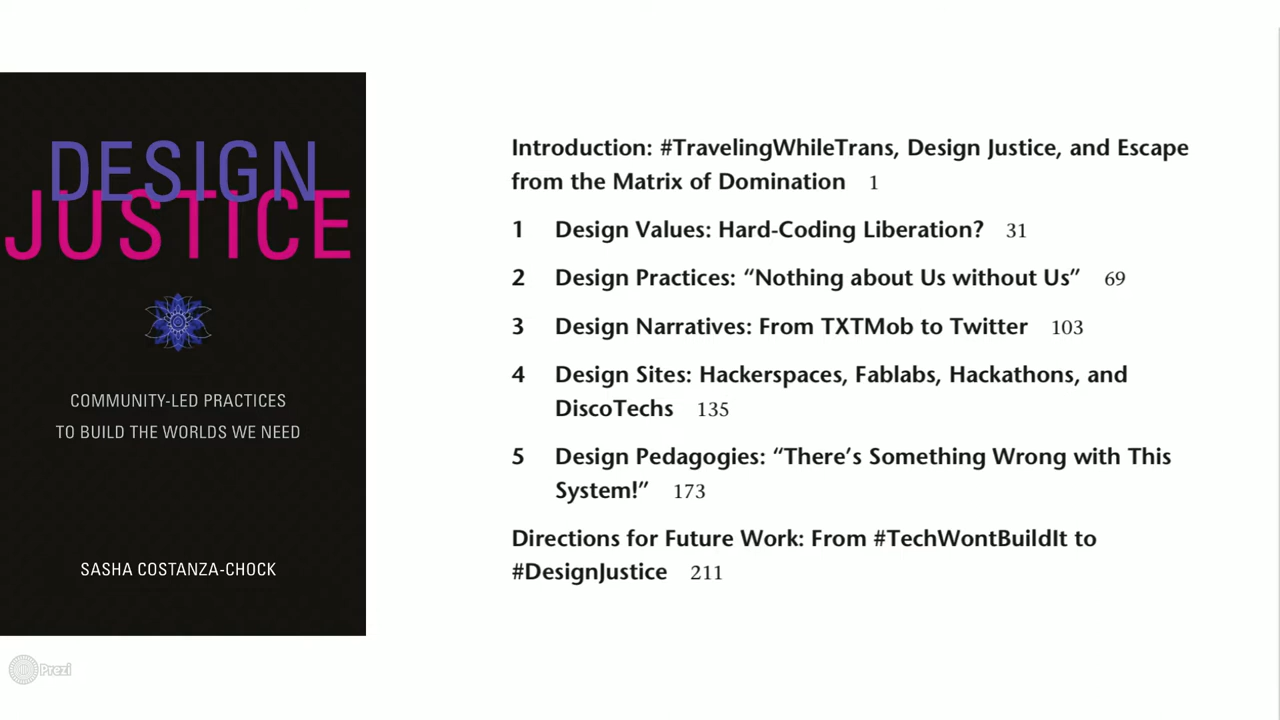 DESIGN
JUSTICE
COMMUNITY-LED PRACTICES
TO BUILD THE WORLDS WE NEED
SASHA COSTANZA-CHOCK
Introduction: #TravelingWhileTrans, Design Justice, and Escape
from the Matrix of Domination 1
1 Design Values: Hard-Coding Liberation? 31
2 Design Practices: “Nothing about Us without Us” 69
3 Design Narratives: From TXTMob to Twitter 103
4 Design Sites: Hackerspaces, Fablabs, Hackathons, and
DiscoTechs 135
5 Design Pedagogies: “There’s Something Wrong with This
System!” 173
Directions for Future Work: From #TechWontBuildIt to
#DesignJustice 211
Prezi